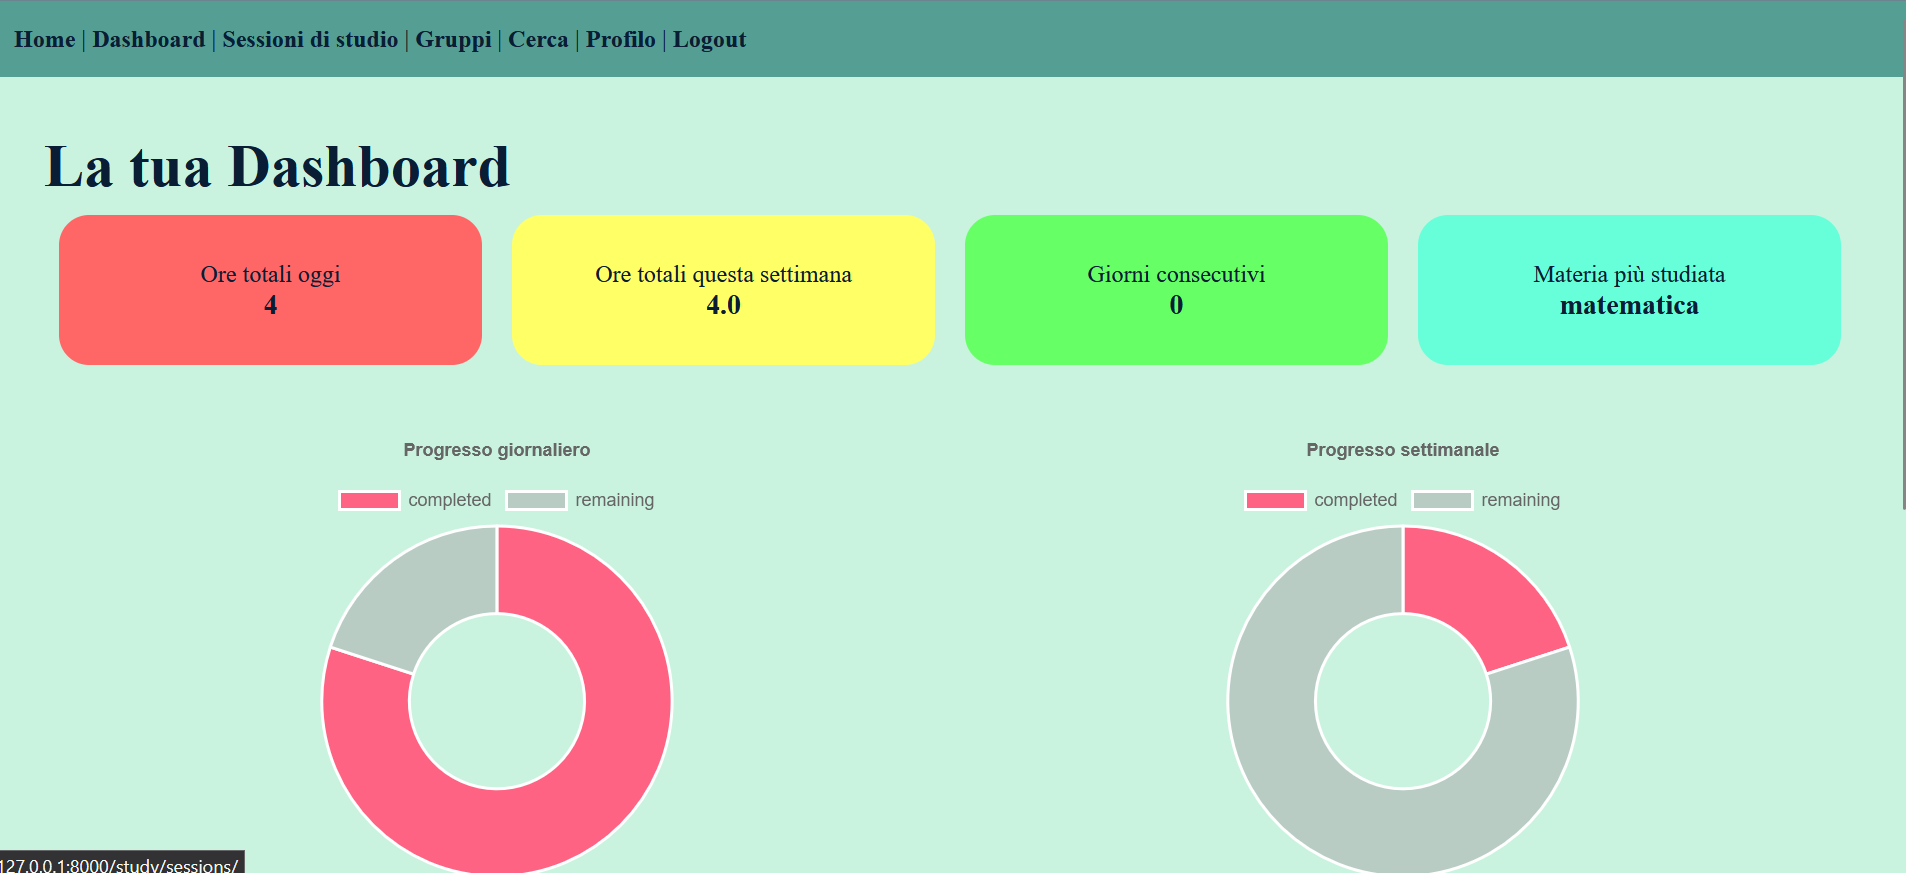 Home | Dashboard | Sessioni di studio | Gruppi | Cerca | Profilo | Logout
La tua Dashboard
Ore totali oggi
4
Ore totali questa settimana
4.0
Giorni consecutivi
0
Materia più studiata
matematica
Progresso giornaliero
completed remaining
Progresso settimanale
completed remaining
127.0.0.1:8000/study/sessions/